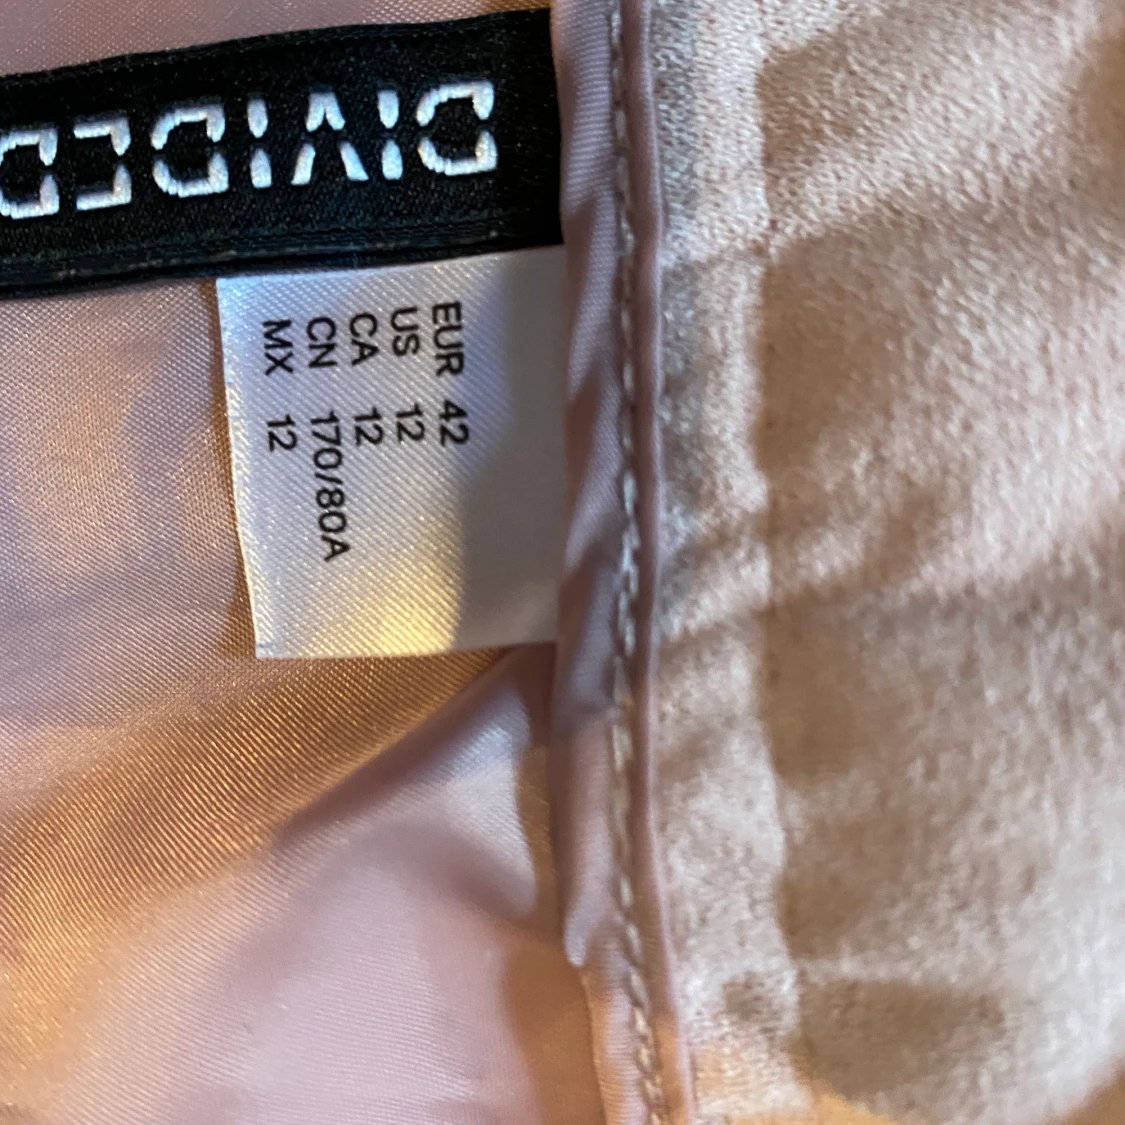 DIVIDED
EUR 42
US 12
CA 12
CN 170/80A
MX 12